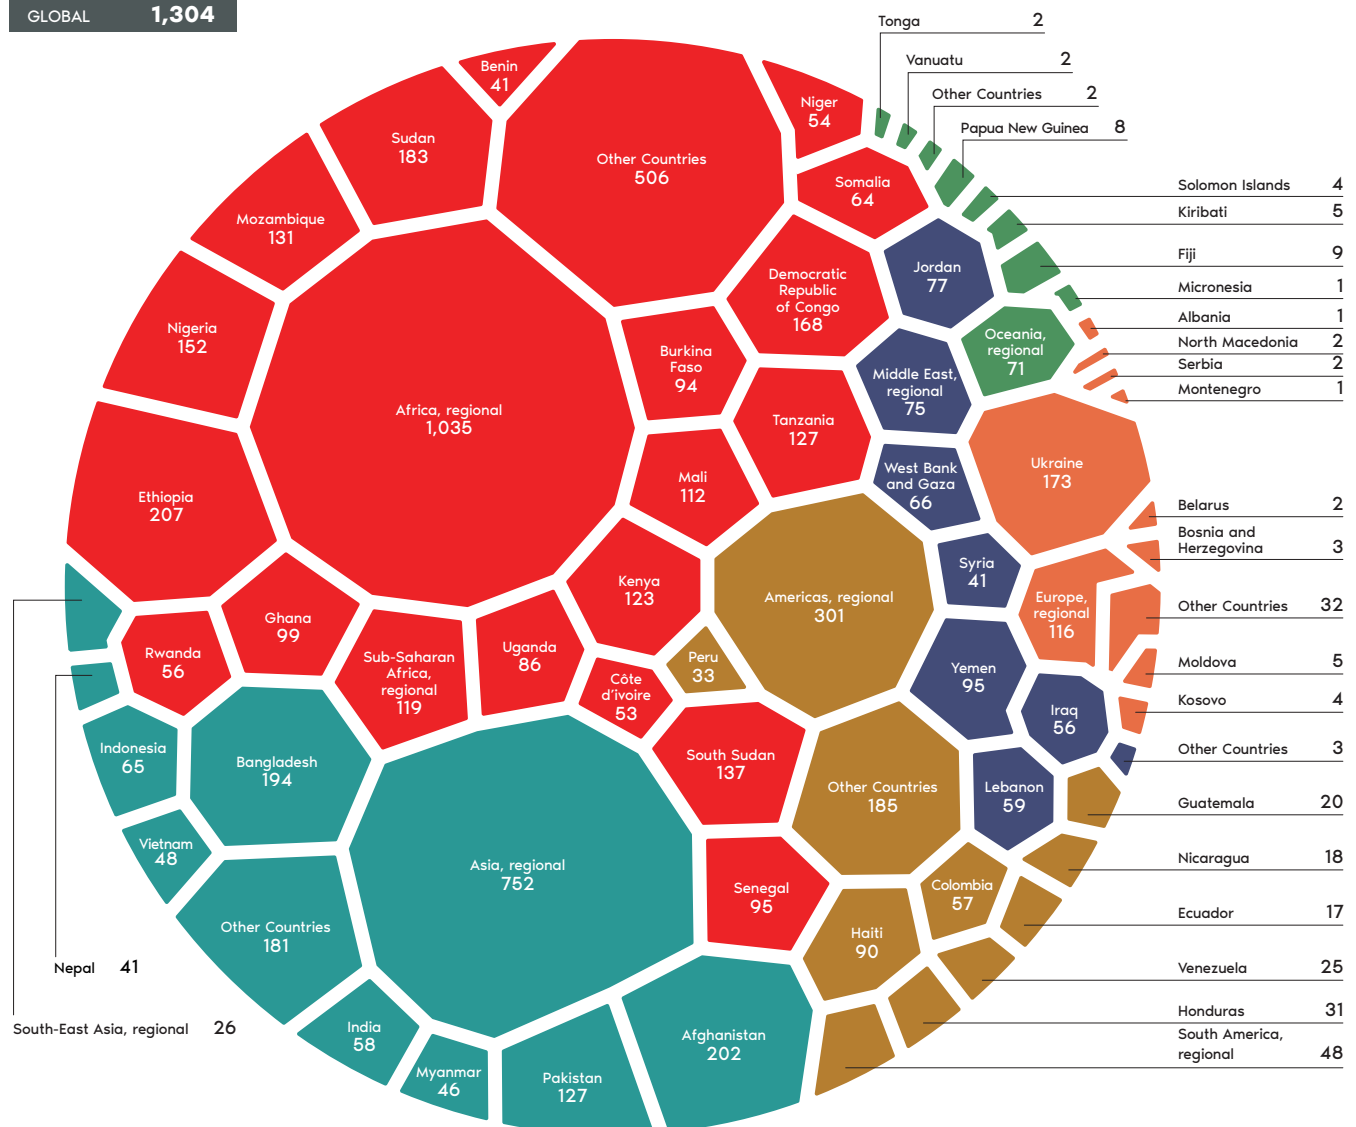 GLOBAL 1,304
Tonga 2
Vanuatu 2
Other Countries 2
Papua New Guinea 8
Solomon Islands 4
Kiribati 5
Fiji 9
Micronesia 1
Albania 1
North Macedonia 2
Serbia 2
Montenegro 1
Belarus 2
Bosnia and
Herzegovina 3
Other Countries 32
Moldova 5
Kosovo 4
Other Countries 3
Guatemala 20
Nicaragua 18
Ecuador 17
Venezuela 25
Honduras 31
South America,
regional 48
Benin
41
Sudan
183
Other Countries
506
Niger
54
Somalia
64
Mozambique
131
Nigeria
152
Ethiopia
207
Africa, regional
1,035
Democratic
Republic
of Congo
168
Burkina
Faso
94
Tanzania
127
Mali
112
Kenya
123
Ghana
99
Rwanda
56
Sub-Saharan
Africa,
regional
119
Uganda
86
Côte
d'ivoire
53
South Sudan
137
Senegal
95
Jordan
77
Oceania,
regional
71
Middle East,
regional
75
West Bank
and Gaza
66
Syria
41
Yemen
95
Iraq
56
Lebanon
59
Ukraine
173
Europe,
regional
116
Americas, regional
301
Peru
33
Other Countries
185
Colombia
57
Haiti
90
Indonesia
65
Bangladesh
194
Vietnam
48
Other Countries
181
Asia, regional
752
India
58
Myanmar
46
Pakistan
127
Afghanistan
202
Nepal 41
South-East Asia, regional 26